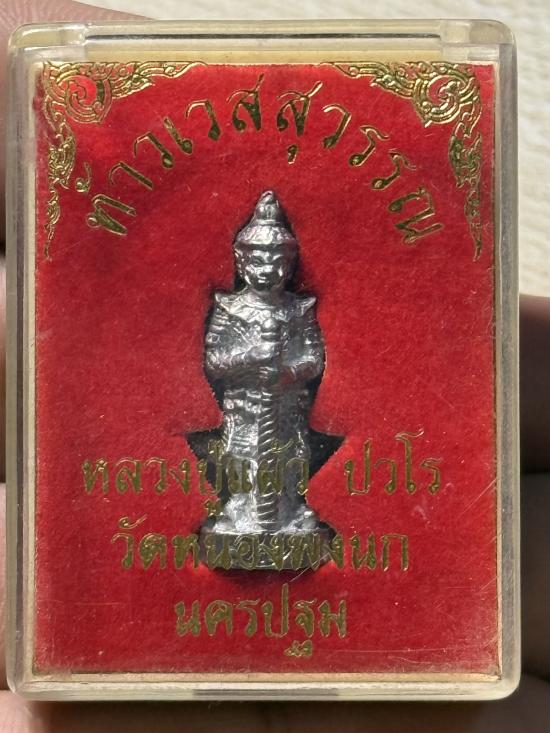 ท้าวเวสสุวรรณ
หลวงปู่แผ้ว ปวโร
วัดหนองพงนก
นครปฐม